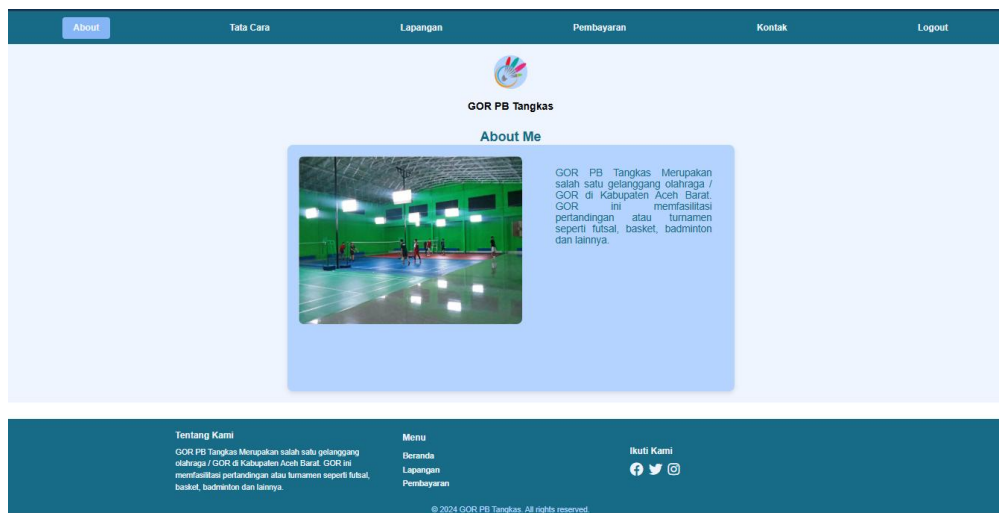 About Tata Cara Lapangan Pembayaran Kontak Logout
GOR PB Tangkas
About Me
GOR PB Tangkas Merupakan
salah satu gelanggang olahraga /
GOR di Kabupaten Aceh Barat.
GOR ini memfasilitasi
pertandingan atau turnamen
seperti futsal, basket, badminton
dan lainnya.
Tentang Kami
GOR PB Tangkas Merupakan salah satu gelanggang
olahraga / GOR di Kabupaten Aceh Barat. GOR ini
memfasilitasi pertandingan atau turnamen seperti futsal,
basket, badminton dan lainnya.
Menu
Beranda
Lapangan
Pembayaran
Ikuti Kami
© 2024 GOR PB Tangkas. All rights reserved.